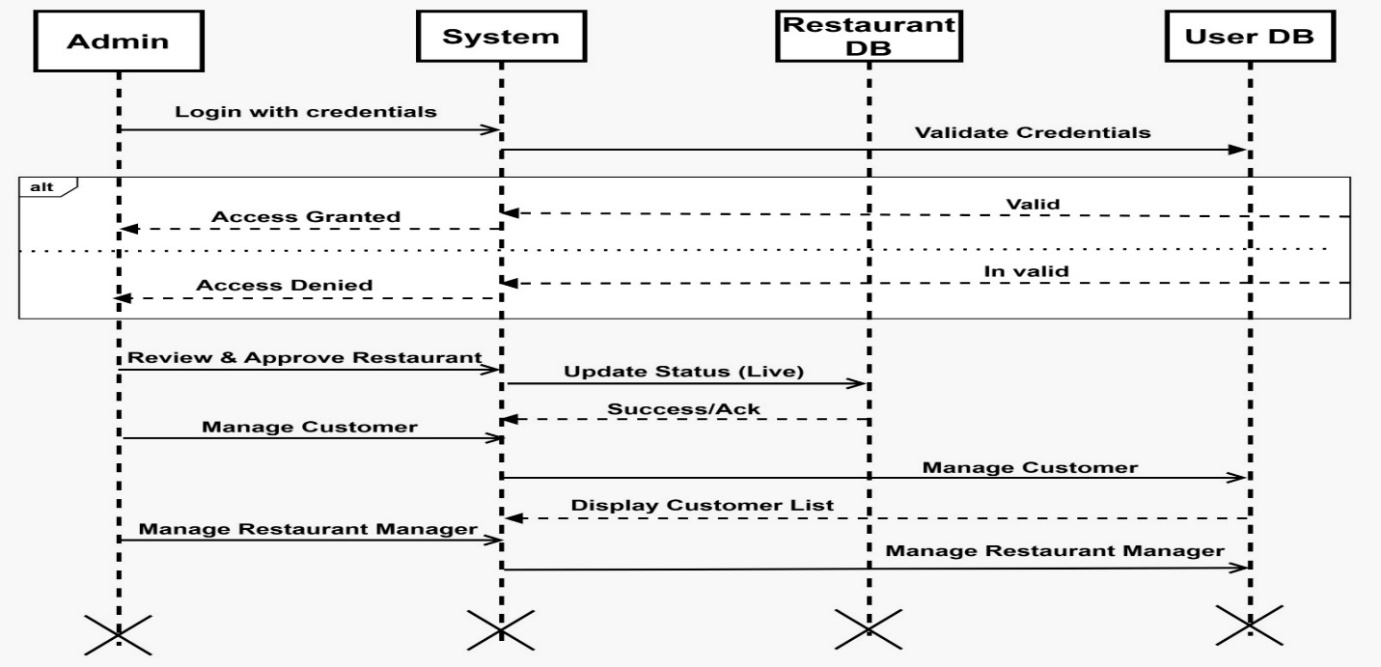 Admin
System
Restaurant
DB
User DB
Login with credentials
Validate Credentials
alt
Valid
Access Granted
In valid
Access Denied
Review & Approve Restaurant
Update Status (Live)
Success/Ack
Manage Customer
Manage Customer
Display Customer List
Manage Restaurant Manager
Manage Restaurant Manager